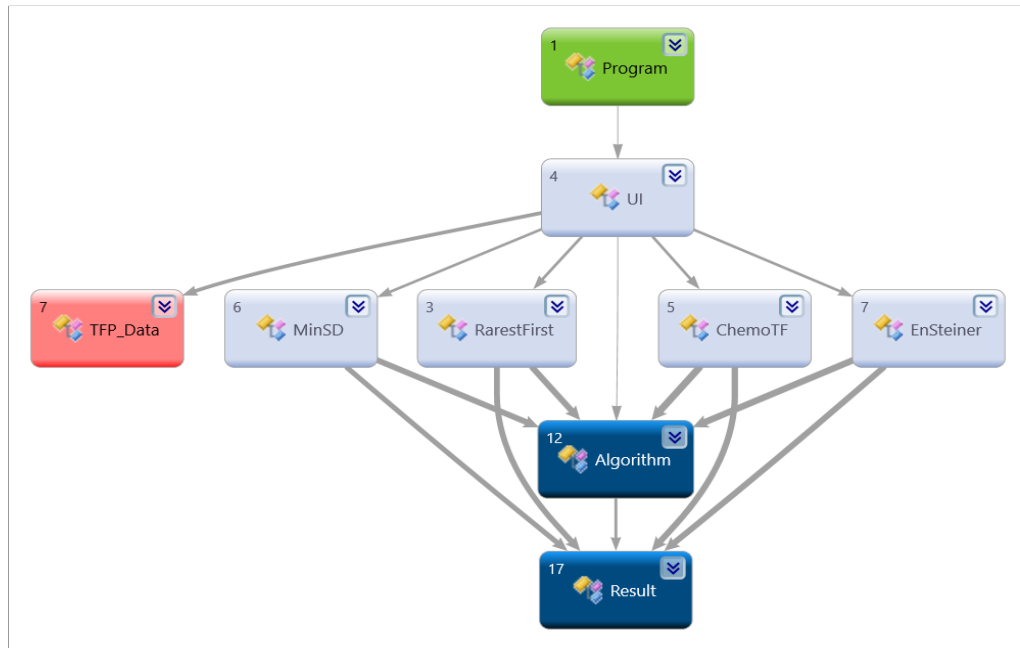 1
Program
4
UI
7
TFP_Data
6
MinSD
3
RarestFirst
5
ChemoTF
7
EnSteiner
12
Algorithm
17
Result